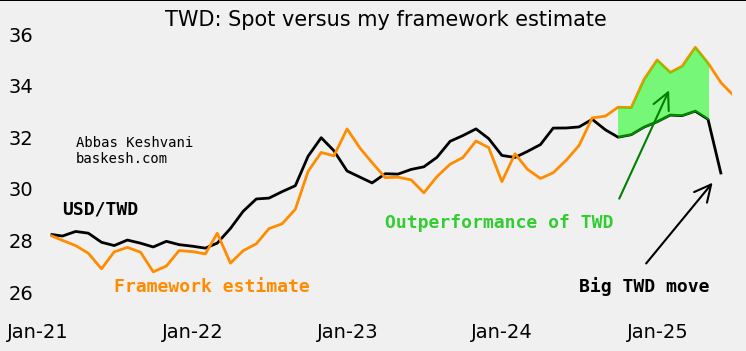 TWD: Spot versus my framework estimate
36
34
32
30
28
26
Abbas Keshvani
baskesh.com
USD/TWD
Outperformance of TWD
Framework estimate
Big TWD move
Jan-21 Jan-22 Jan-23 Jan-24 Jan-25